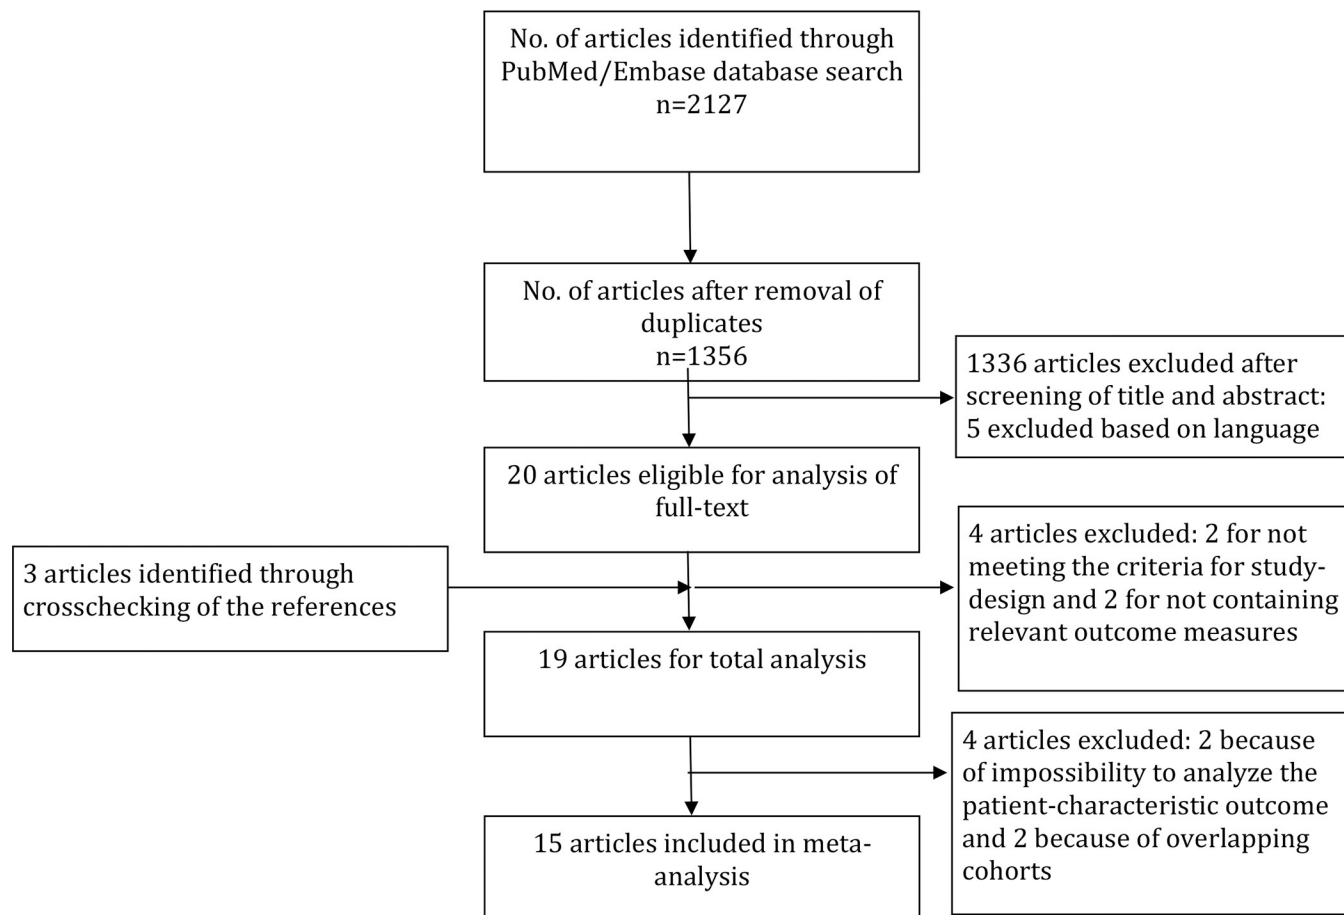 No. of articles identified through
PubMed/Embase database search
n=2127
No. of articles after removal of
duplicates
n=1356
1336 articles excluded after
screening of title and abstract:
5 excluded based on language
20 articles eligible for analysis of
full-text
3 articles identified through
crosschecking of the references
4 articles excluded: 2 for not
meeting the criteria for study-
design and 2 for not containing
relevant outcome measures
19 articles for total analysis
4 articles excluded: 2 because
of impossibility to analyze the
patient-characteristic outcome
and 2 because of overlapping
cohorts
15 articles included in meta-
analysis